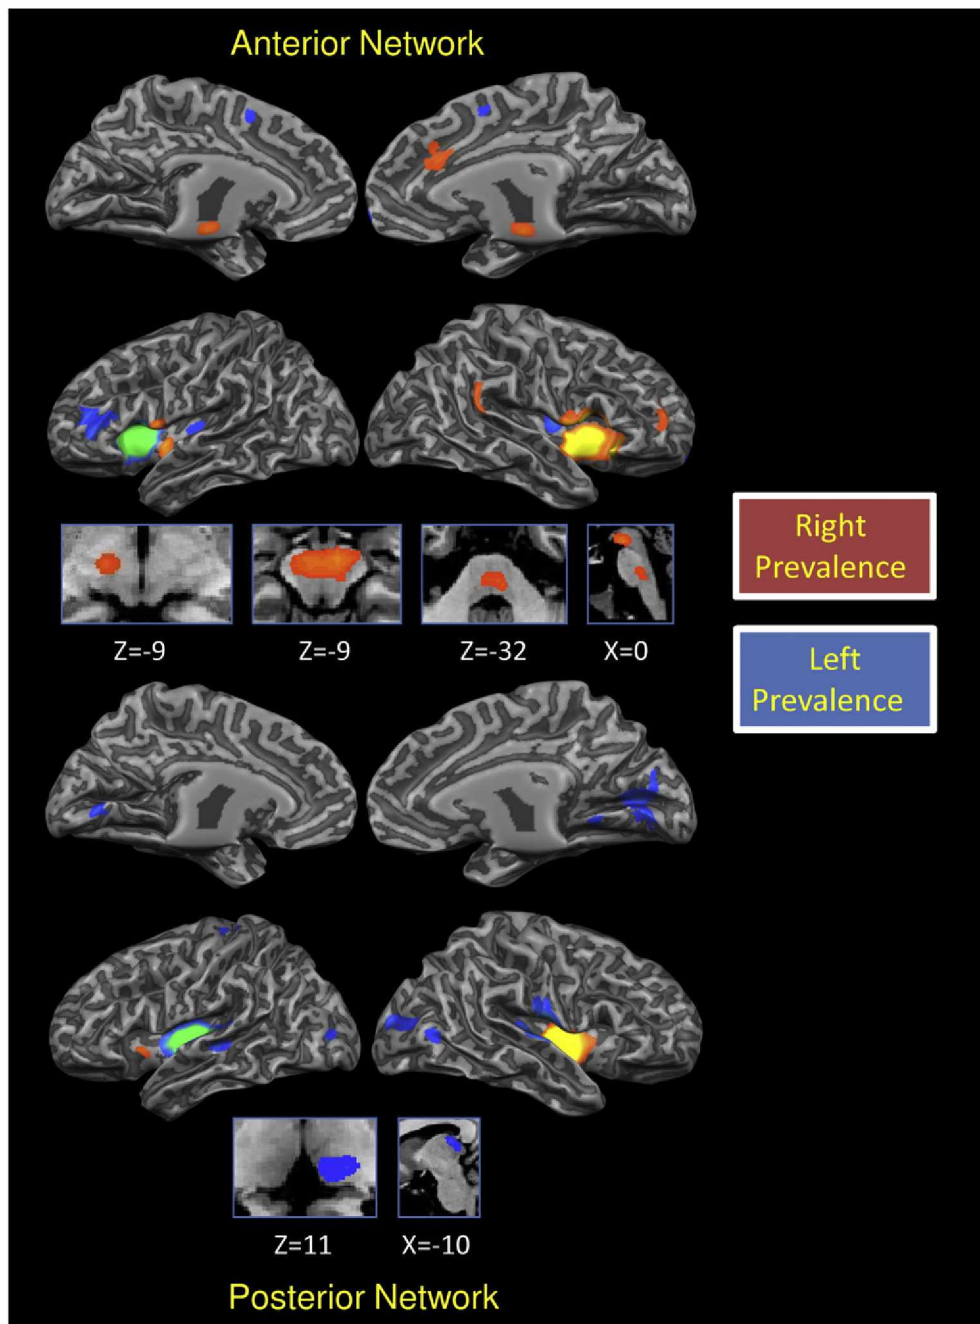 Anterior Network
Right
Prevalence
Left
Prevalence
Z=-9
Z=-9
Z=-32
X=0
Z=11
X=-10
Posterior Network